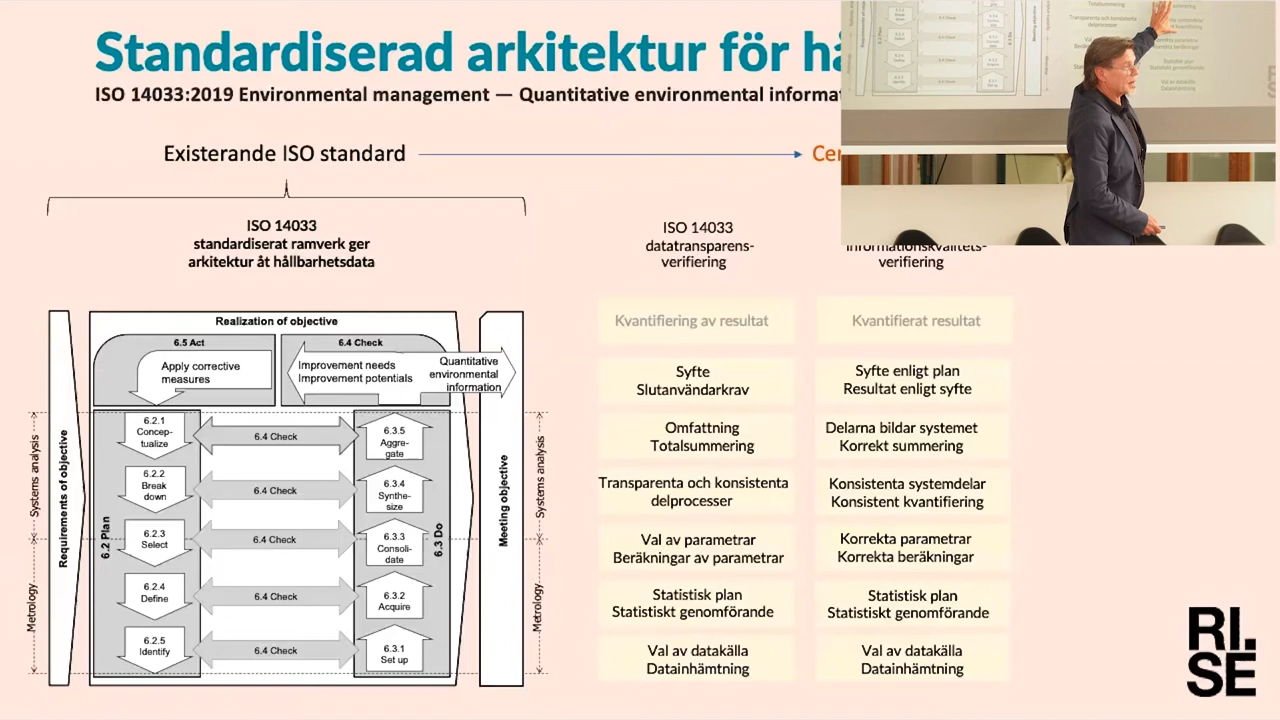 Standardiserad arkitektur för hå
ISO 14033:2019 Environmental management — Quantitative environmental informat
Existerande ISO standard
Cer
ISO 14033
standardiserat ramverk ger
arkitektur åt hållbarhetsdata
ISO 14033
datatransparens-
verifiering
informationskvalitets-
verifiering
Requirements of objective
Realization of objective
6.5 Act
Apply corrective
measures
6.4 Check
Improvement needs
Improvement potentials
Quantitative
environmental
information
Meeting objective
Systems analysis
Metrology
6.2 Plan
6.2.1
Concep-
tualize
6.4 Check
6.3.5
Aggre-
gate
6.2.2
Break
down
6.4 Check
6.3.4
Synthe-
size
6.2.3
Select
6.4 Check
6.3.3
Consoli-
date
6.2.4
Define
6.4 Check
6.3.2
Acquire
6.2.5
Identify
6.4 Check
6.3.1
Set up
6.3 Do
Systems analysis
Metrology
Kvantifiering av resultat
Syfte
Slutanvändarkrav
Omfattning
Totalsummering
Transparenta och konsistenta
delprocesser
Val av parametrar
Beräkningar av parametrar
Statistisk plan
Statistiskt genomförande
Val av datakälla
Datainhämtning
Kvantifierat resultat
Syfte enligt plan
Resultat enligt syfte
Delarna bildar systemet
Korrekt summering
Konsistenta systemdelar
Konsistent kvantifiering
Korrekta parametrar
Korrekta beräkningar
Statistisk plan
Statistiskt genomförande
Val av datakälla
Datainhämtning
RI.
SE